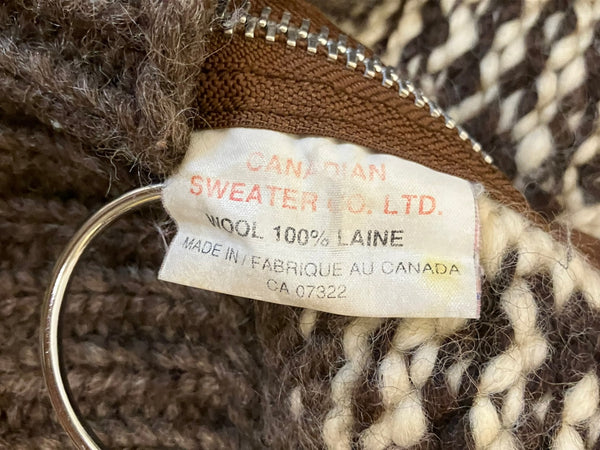 CANADIAN
SWEATER CO. LTD.
WOOL 100% LAINE
MADE IN / FABRIQUE AU CANADA
CA 07322